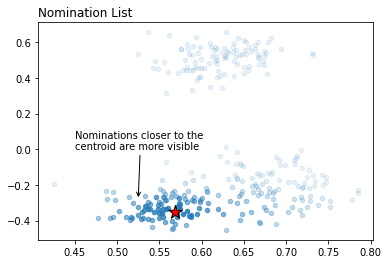 Nomination List
0.6
0.4
0.2
0.0
−0.2
−0.4
Nominations closer to the
centroid are more visible
0.45 0.50 0.55 0.60 0.65 0.70 0.75 0.80